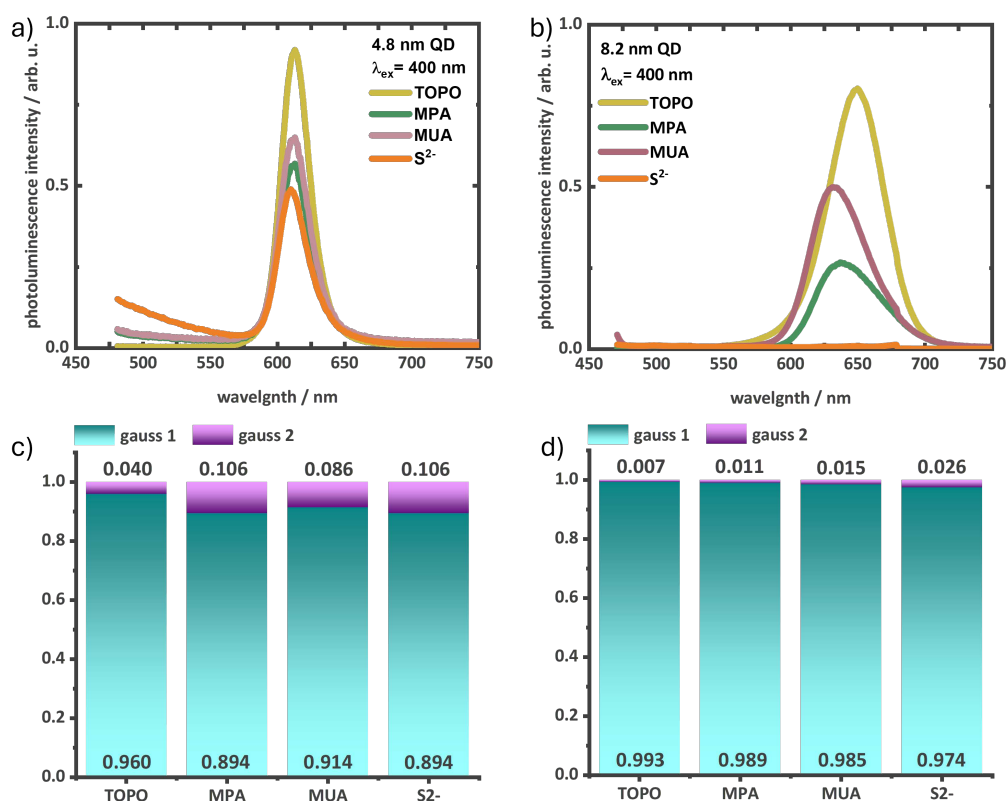 a)
photoluminescence intensity / arb. u.
1.0
0.5
0.0
450 500 550 600 650 700 750
wavelgnth / nm
4.8 nm QD
λex= 400 nm
TOPO
MPA
MUA
S2-
b)
photoluminescence intensity / arb. u.
1.0
0.5
0.0
450 500 550 600 650 700 750
wavelgnth / nm
8.2 nm QD
λex= 400 nm
TOPO
MPA
MUA
S2-
c)
gauss 1 gauss 2
0.040 0.106 0.086 0.106
1.0
0.8
0.6
0.4
0.2
0.0
0.960 0.894 0.914 0.894
TOPO MPA MUA S2-
d)
gauss 1 gauss 2
0.007 0.011 0.015 0.026
1.0
0.8
0.6
0.4
0.2
0.0
0.993 0.989 0.985 0.974
TOPO MPA MUA S2-